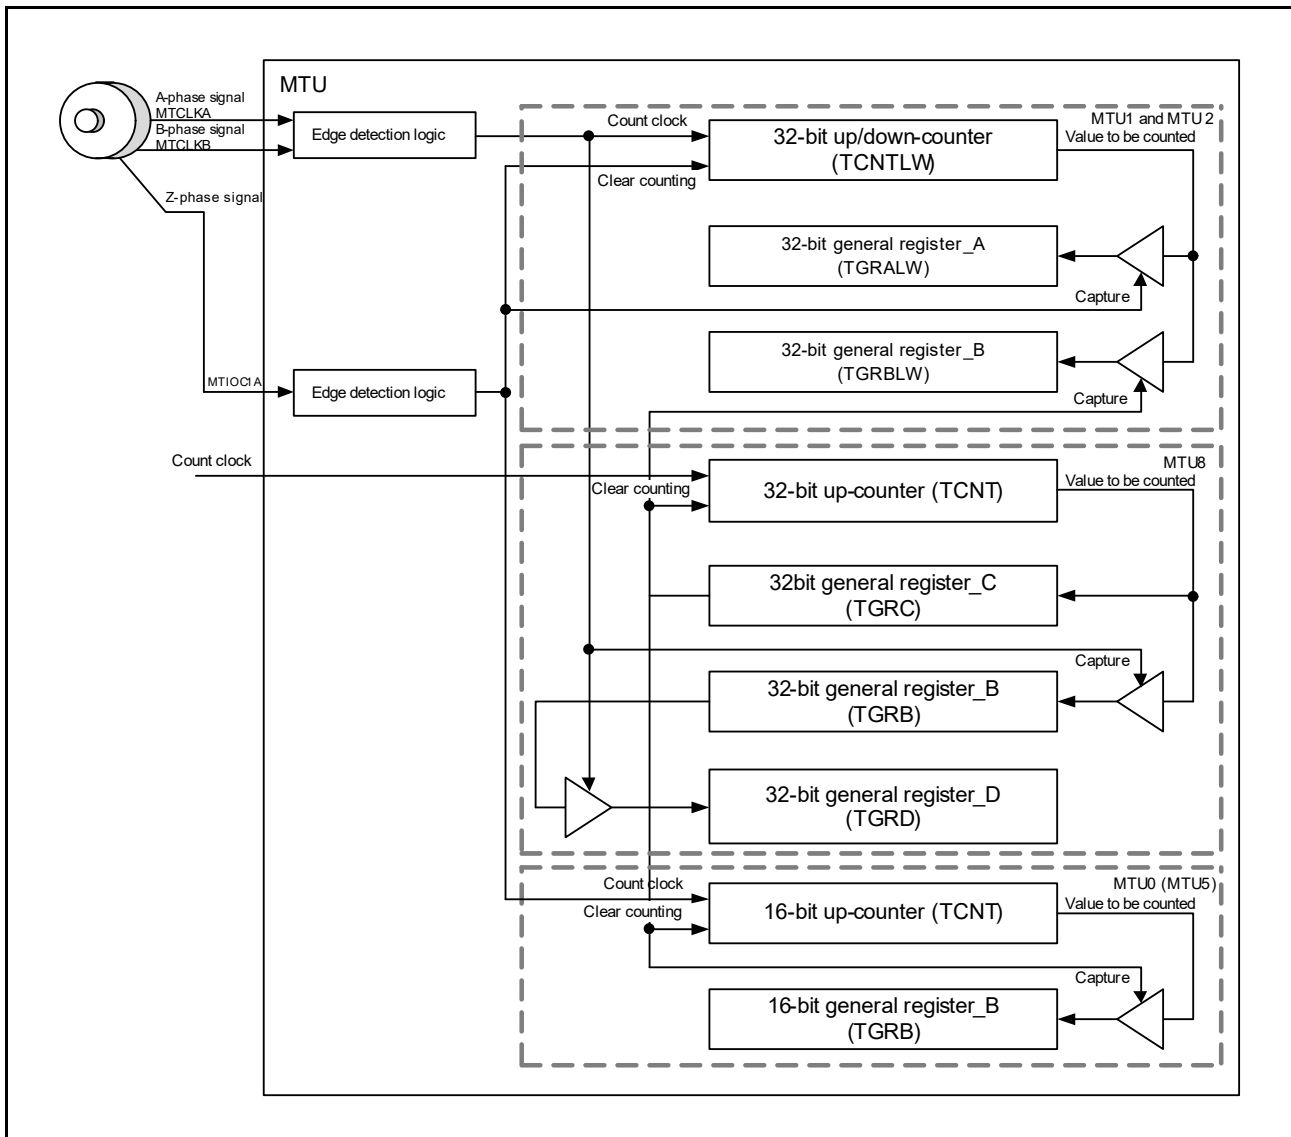 MTU
A-phase signal
MTCLKA
B-phase signal
MTCLKB
Edge detection logic
Z-phase signal
MTIOC1A
Edge detection logic
Count clock
MTU1 and MTU 2
Count clock
32-bit up/down-counter
(TCNTLW)
Value to be counted
Clear counting
32-bit general register_A
(TGRALW)
Capture
32-bit general register_B
(TGRBLW)
Capture
MTU8
Clear counting
32-bit up-counter (TCNT)
Value to be counted
32bit general register_C
(TGRC)
Capture
32-bit general register_B
(TGRB)
32-bit general register_D
(TGRD)
MTU0 (MTU5)
Count clock
Clear counting
16-bit up-counter (TCNT)
Value to be counted
Capture
16-bit general register_B
(TGRB)